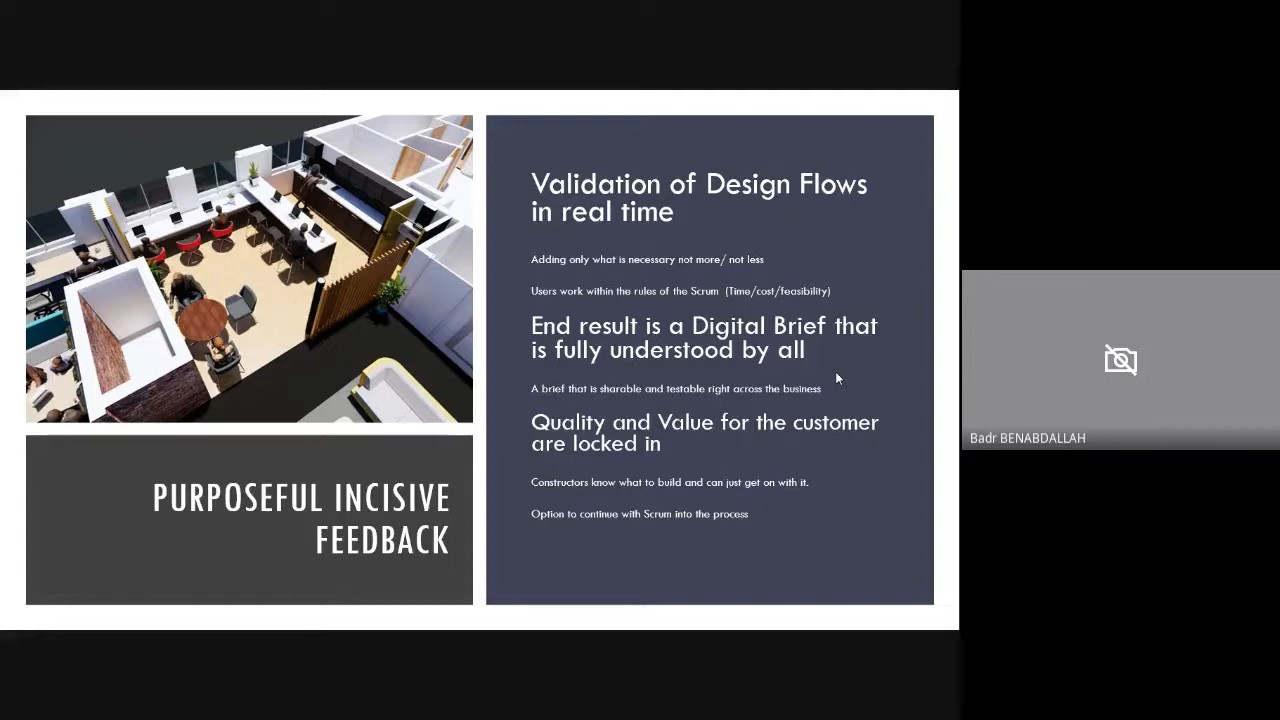 Validation of Design Flows
in real time
Adding only what is necessary not more/ not less
Users work within the rules of the Scrum (Time/cost/feasibility)
End result is a Digital Brief that
is fully understood by all
A brief that is sharable and testable right across the business
Quality and Value for the customer
are locked in
Constructors know what to build and can just get on with it.
Option to continue with Scrum into the process
PURPOSEFUL INCISIVE
FEEDBACK
Badr BENABDALLAH